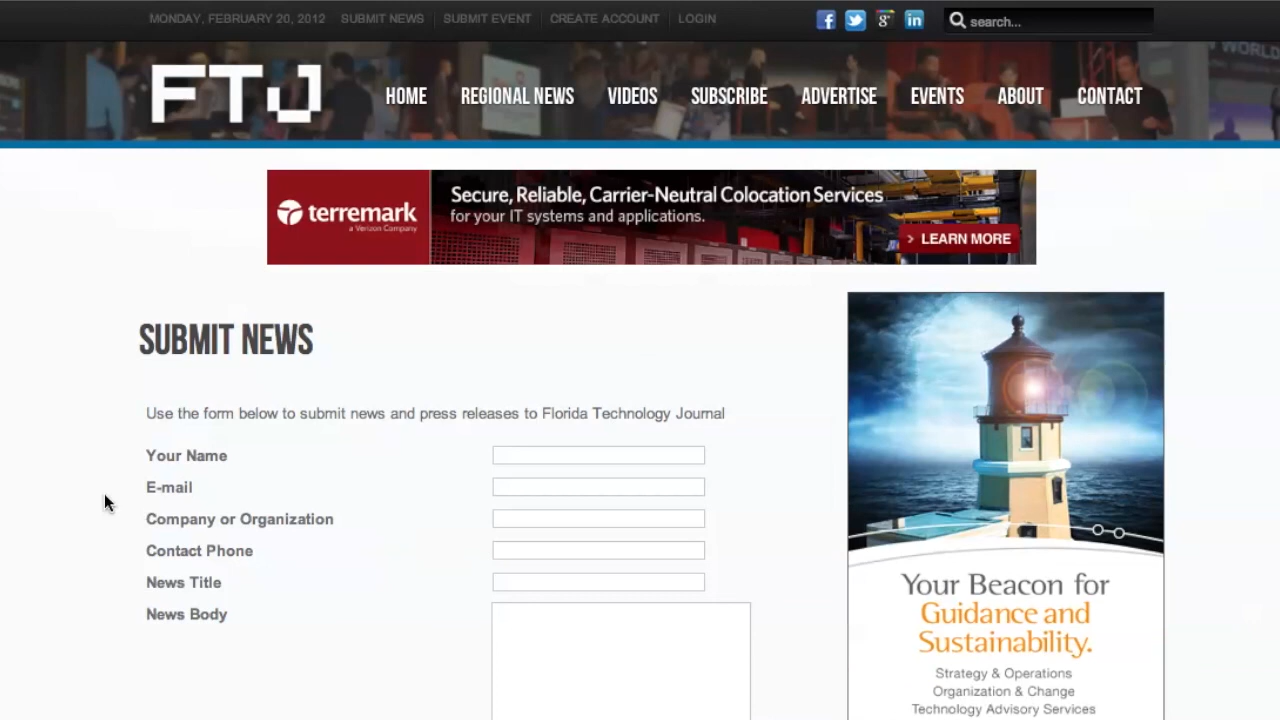 MONDAY, FEBRUARY 20, 2012 SUBMIT NEWS SUBMIT EVENT CREATE ACCOUNT LOGIN
search...
FTJ
HOME REGIONAL NEWS VIDEOS SUBSCRIBE ADVERTISE EVENTS ABOUT CONTACT
WORLD
terremark
a Verizon Company
Secure, Reliable, Carrier-Neutral Colocation Services
for your IT systems and applications.
> LEARN MORE
SUBMIT NEWS
Use the form below to submit news and press releases to Florida Technology Journal
Your Name
E-mail
Company or Organization
Contact Phone
News Title
News Body
Your Beacon for
Guidance and
Sustainability.
Strategy & Operations
Organization & Change
Technology Advisory Services